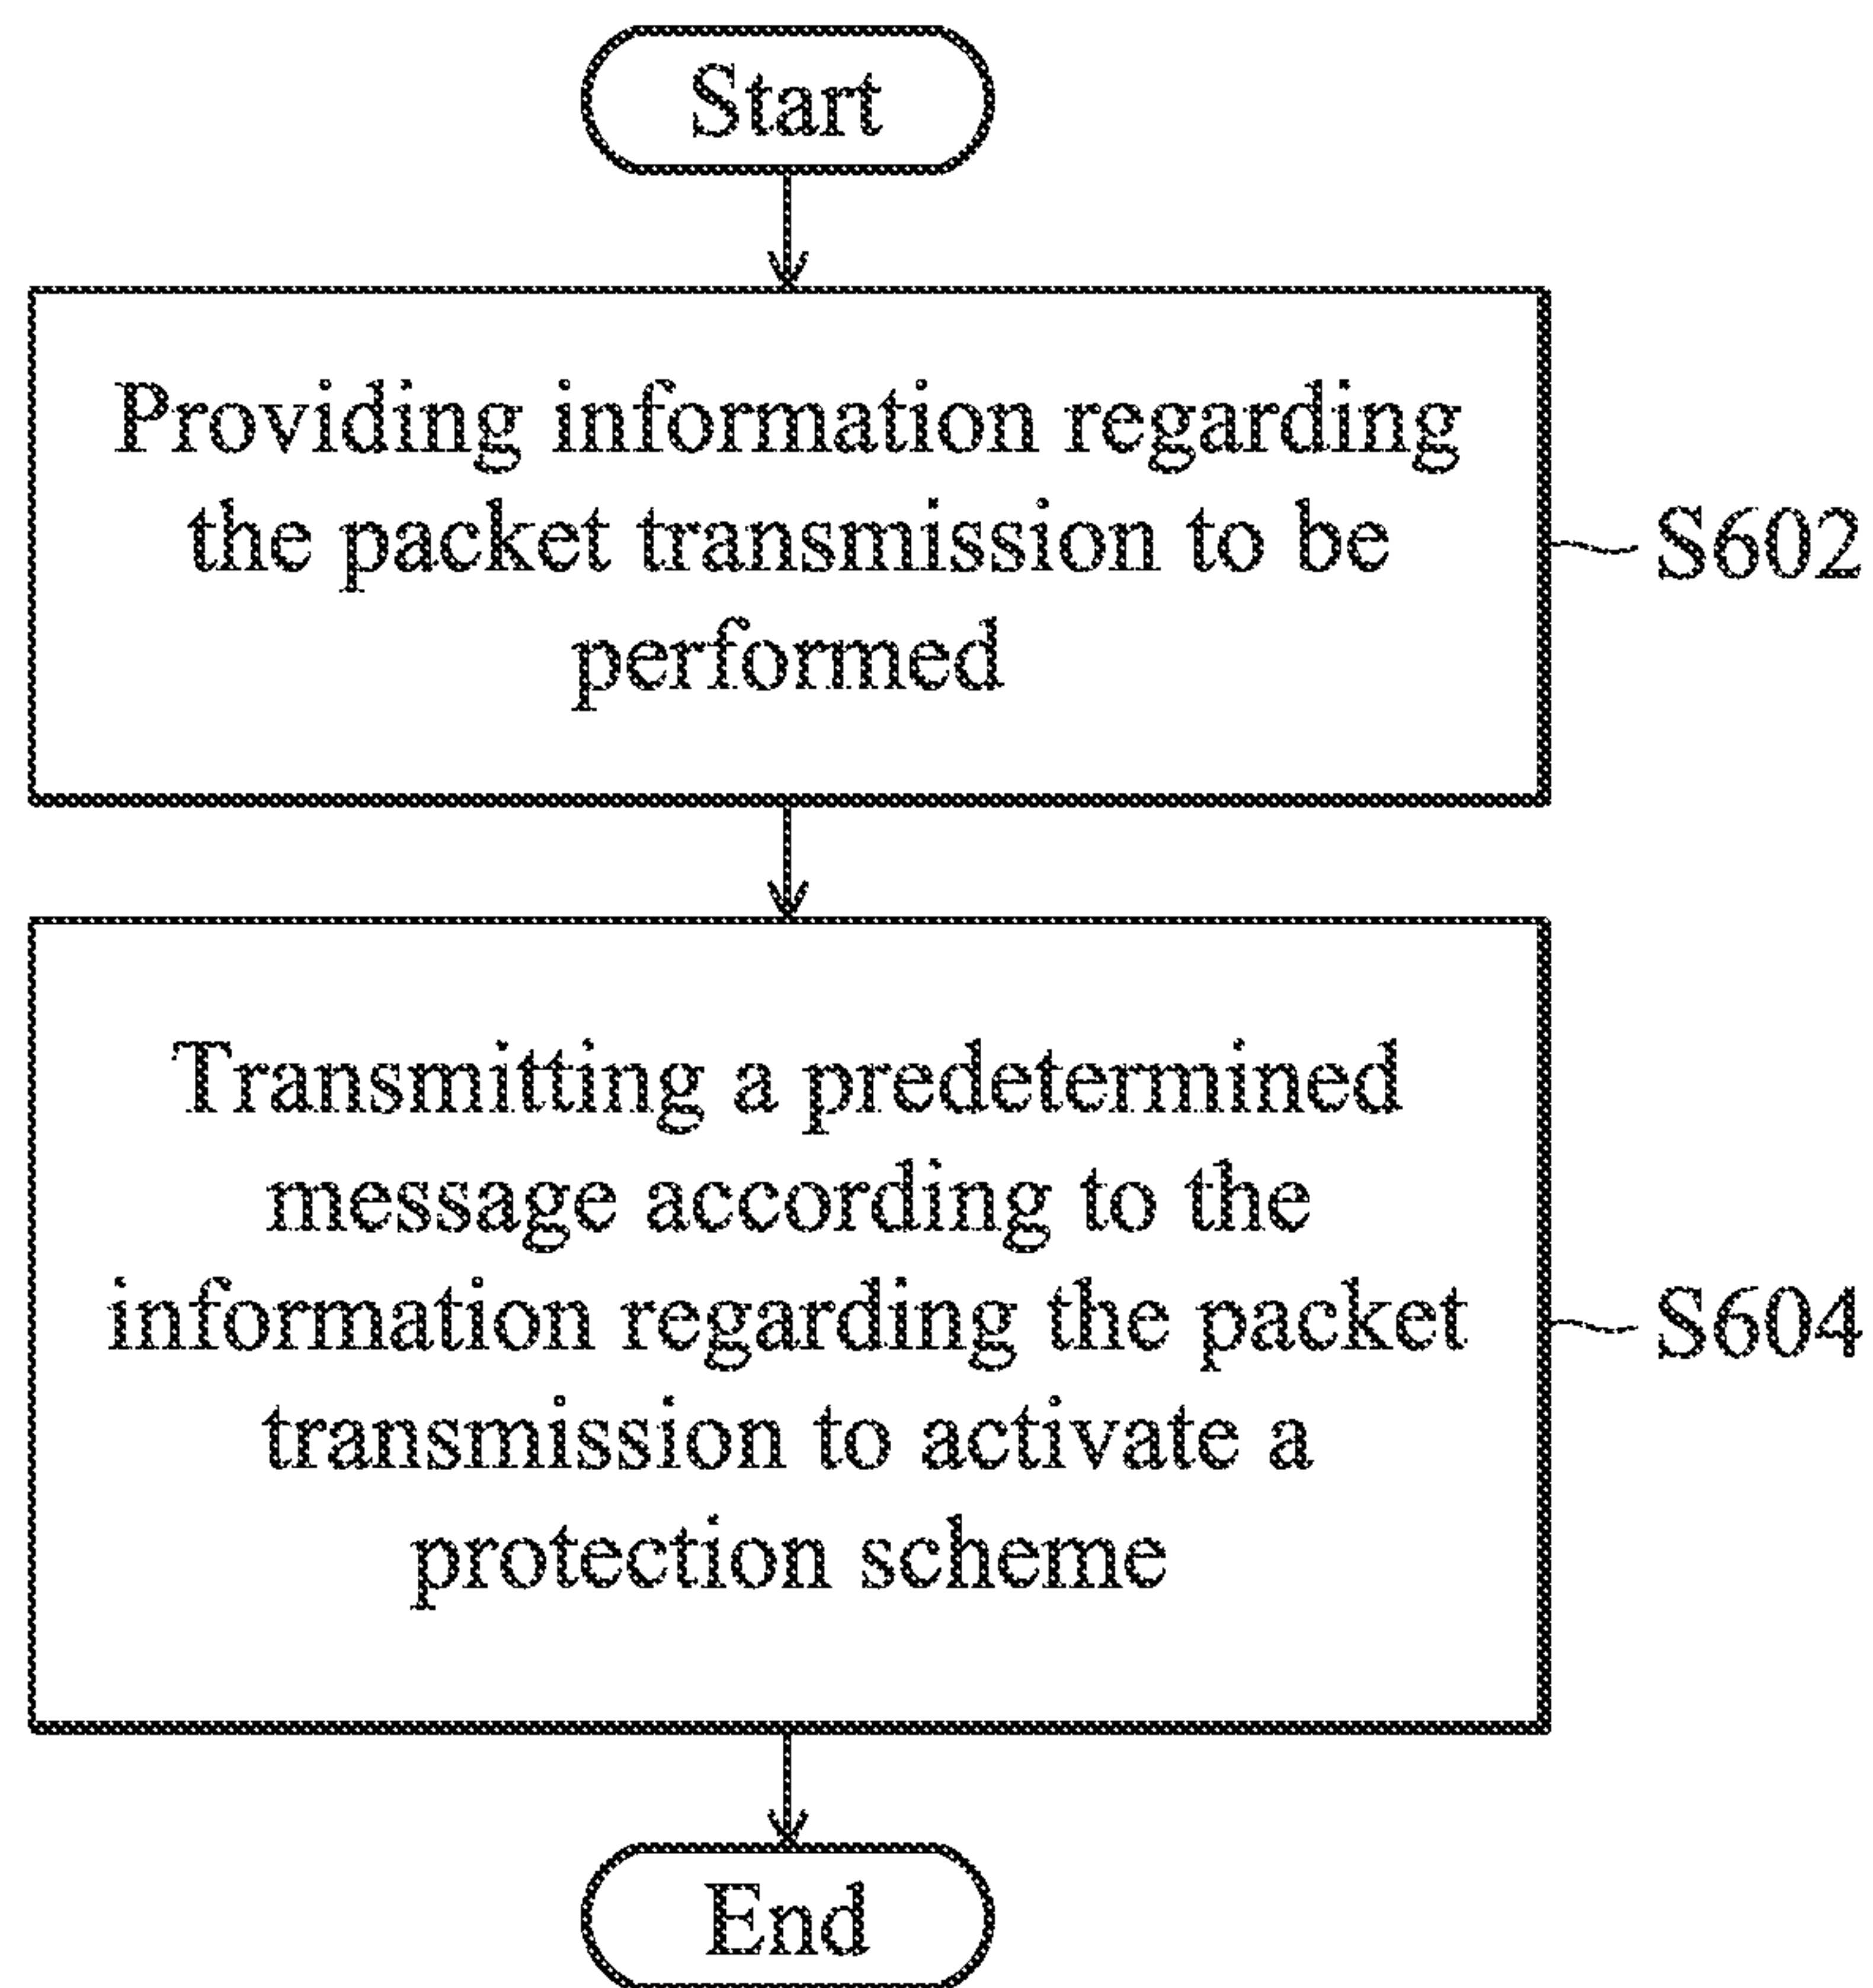 Start
Providing information regarding
the packet transmission to be
performed
S602
Transmitting a predetermined
message according to the
information regarding the packet
transmission to activate a
protection scheme
S604
End